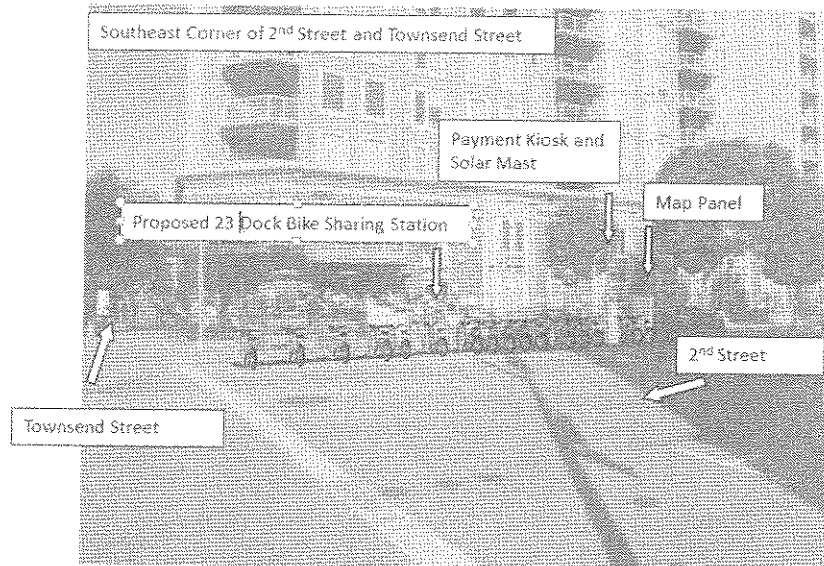 Southeast Corner of 2nd Street and Townsend Street
Payment Kiosk and
Solar Mast
Map Panel
Proposed 23 Dock Bike Sharing Station
2nd Street
Townsend Street